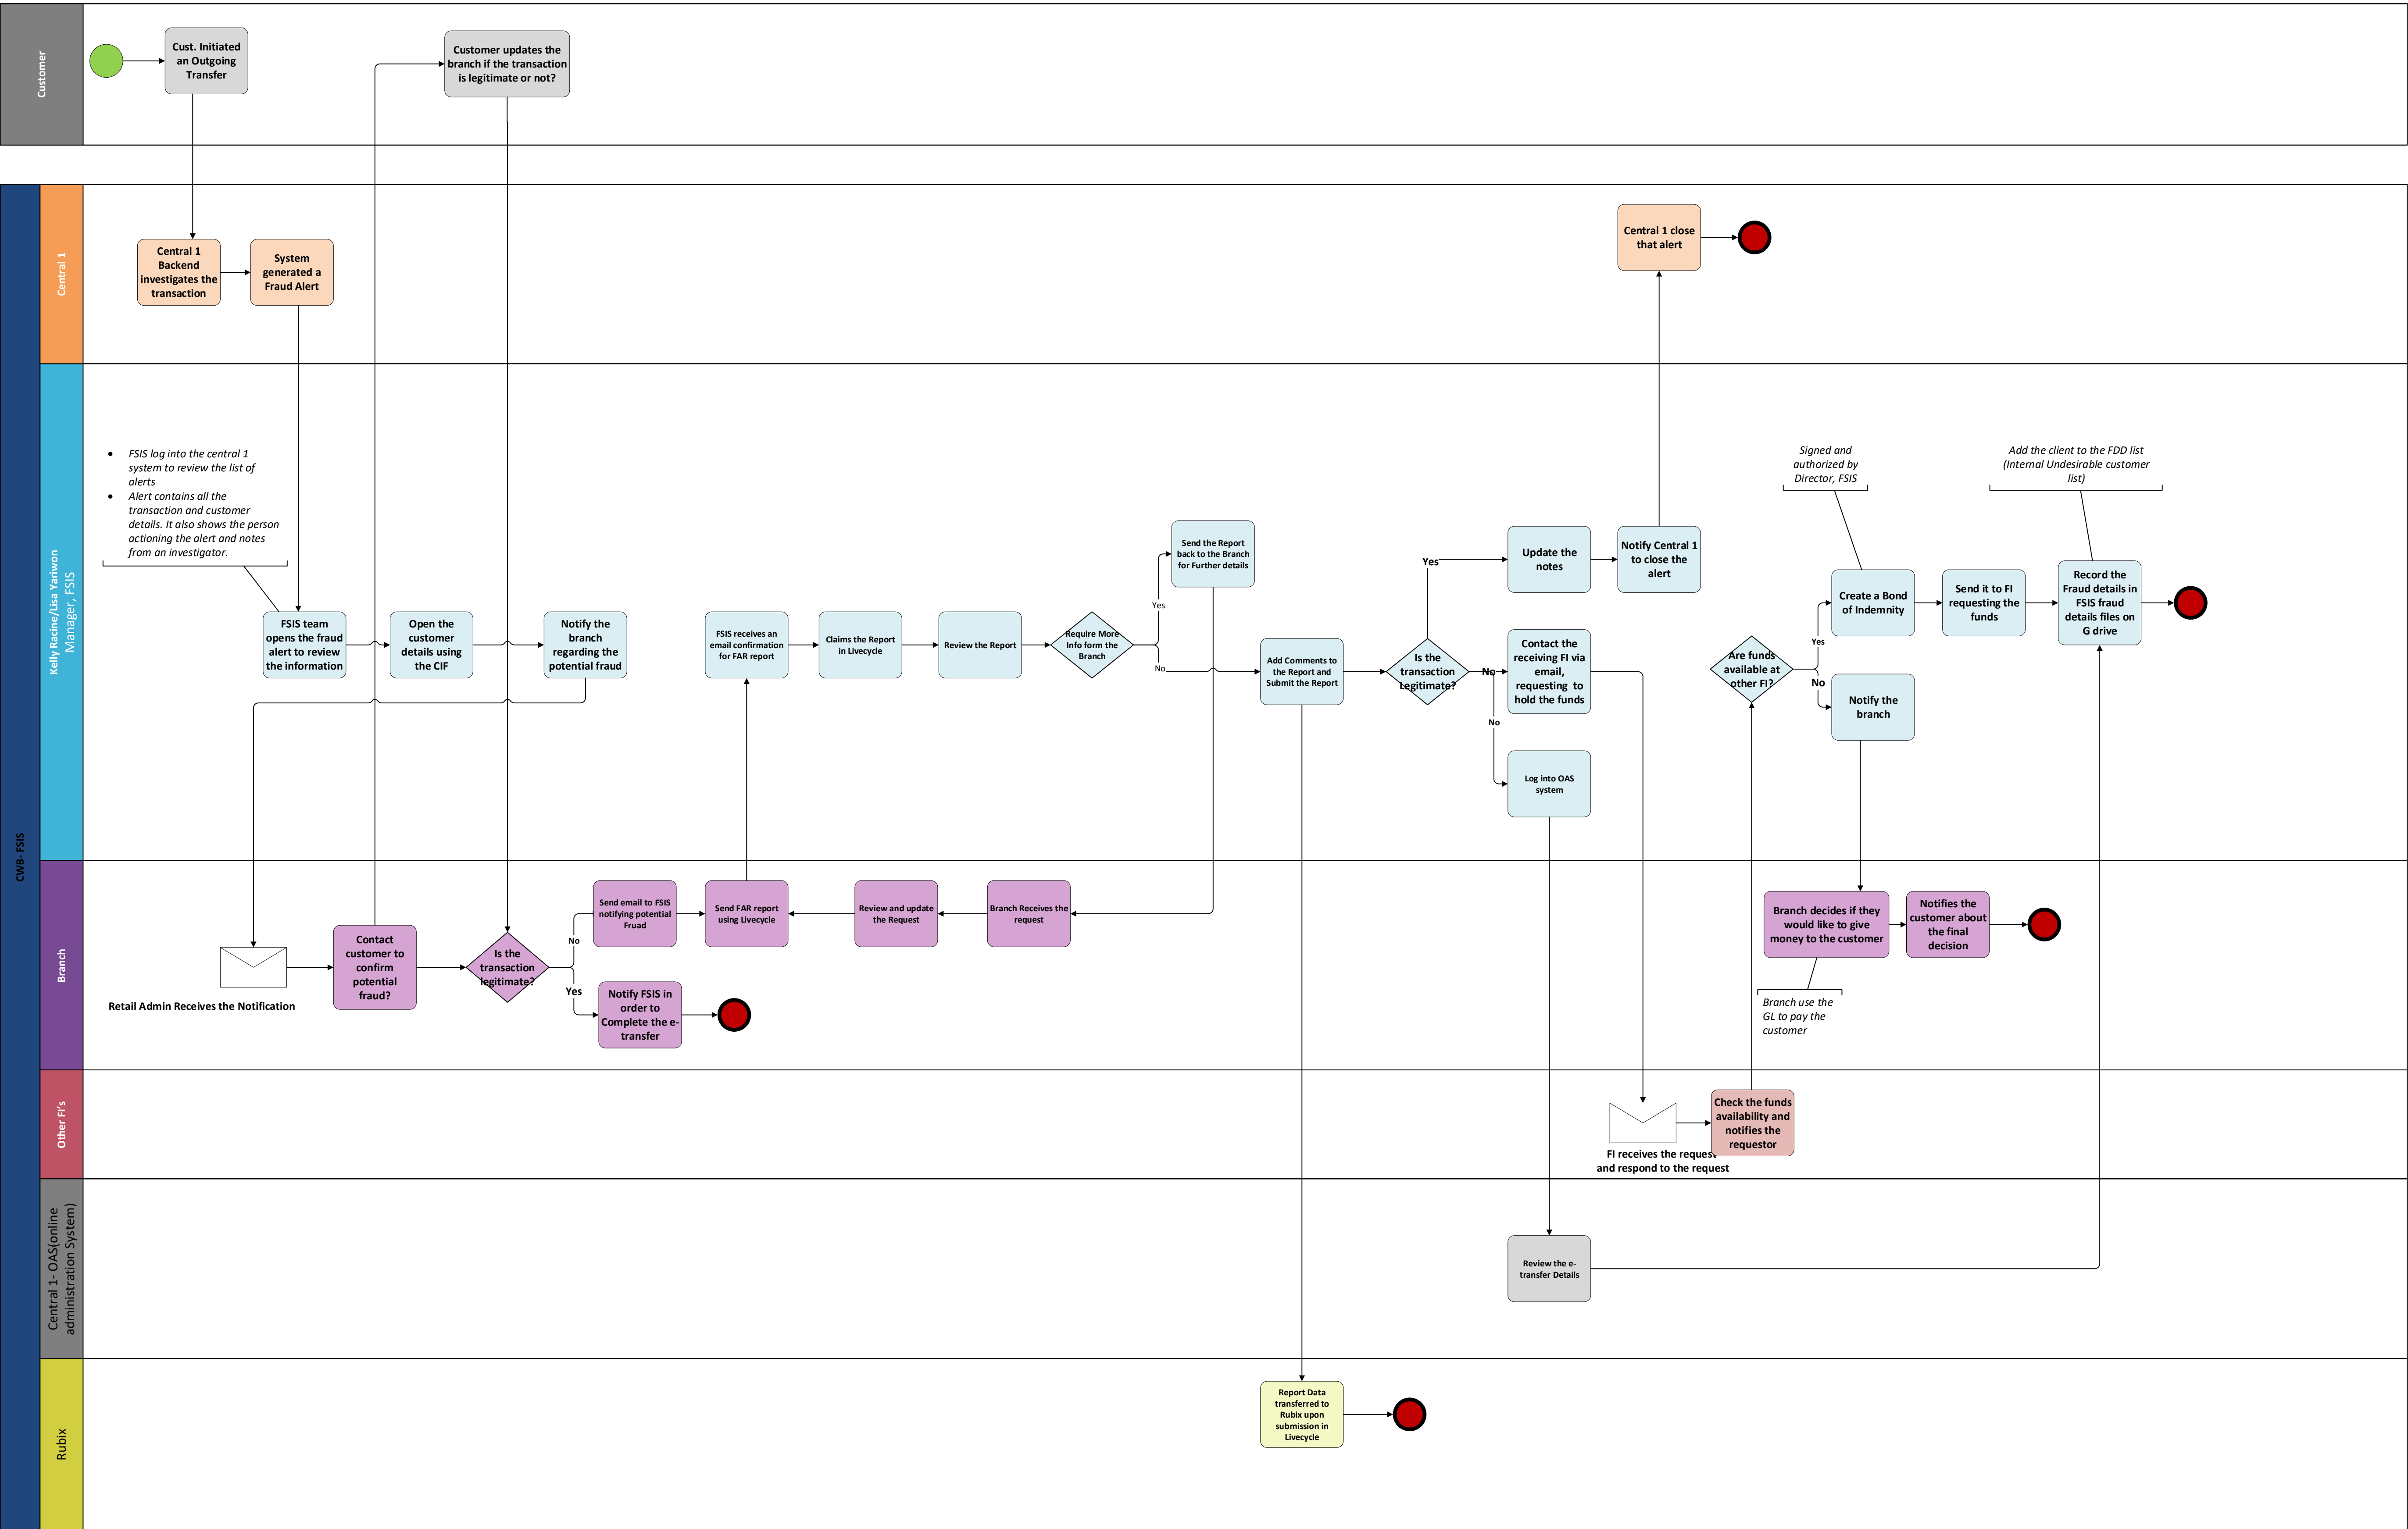 Customer
Cust. Initiated
an Outgoing
Transfer
Customer updates the
branch if the transaction
is legitimate or not?
CWB- FSIS
Central 1
Central 1
Backend
investigates the
transaction
System
generated a
Fraud Alert
Central 1 close
that alert
Kelly Racine/Lisa Yariwon
Manager, FSIS
• FSIS log into the central 1
system to review the list of
alerts
• Alert contains all the
transaction and customer
details. It also shows the person
actioning the alert and notes
from an investigator.
FSIS team
opens the fraud
alert to review
the information
Open the
customer
details using
the CIF
Notify the
branch
regarding the
potential fraud
FSIS receives an
email confirmation
for FAR report
Claims the Report
in Livecycle
Review the Report
Require More
Info form the
Branch
Yes
No
Send the Report
back to the Branch
for Further details
Add Comments to
the Report and
Submit the Report
Is the
transaction
Legitimate?
Yes
No
No
Update the
notes
Notify Central 1
to close the
alert
Contact the
receiving FI via
email,
requesting to
hold the funds
Log into OAS
system
Are funds
available at
other FI?
Yes
No
Signed and
authorized by
Director, FSIS
Create a Bond
of Indemnity
Send it to FI
requesting the
funds
Add the client to the FDD list
(Internal Undesirable customer
list)
Record the
Fraud details in
FSIS fraud
details files on
G drive
Notify the
branch
Branch
Retail Admin Receives the Notification
Contact
customer to
confirm
potential
fraud?
Is the
transaction
legitimate?
No
Yes
Send email to FSIS
notifying potential
Fruad
Send FAR report
using Livecycle
Review and update
the Request
Branch Receives the
request
Notify FSIS in
order to
Complete the e-
transfer
Branch decides if they
would like to give
money to the customer
Notifies the
customer about
the final
decision
Branch use the
GL to pay the
customer
Other FI's
FI receives the request
and respond to the request
Check the funds
availability and
notifies the
requestor
Central 1- OAS(online
administration System)
Review the e-
transfer Details
Rubix
Report Data
transferred to
Rubix upon
submission in
Livecycle